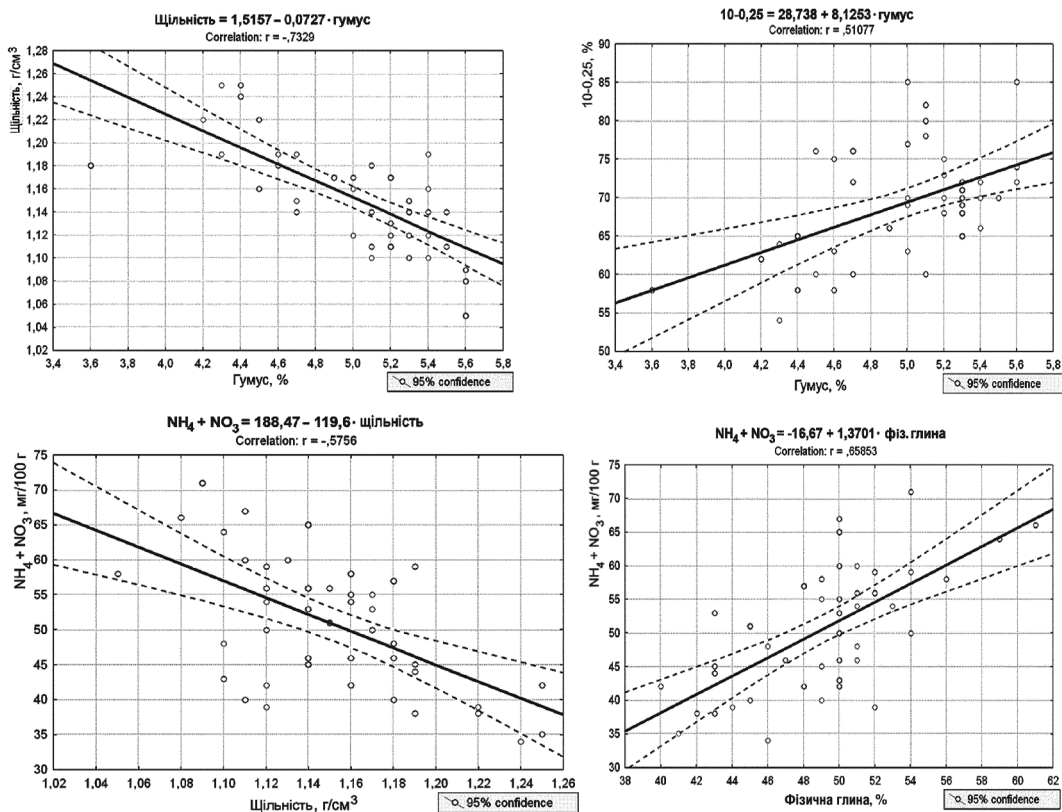 Щільність = 1,5157 – 0,0727· гумус
Correlation: r = -,7329
Щільність, г/см³
1,28
1,26
1,24
1,22
1,20
1,18
1,16
1,14
1,12
1,10
1,08
1,06
1,04
1,02
3,4 3,6 3,8 4,0 4,2 4,4 4,6 4,8 5,0 5,2 5,4 5,6 5,8
Гумус, %
95% confidence
10-0,25 = 28,738 + 8,1253· гумус
Correlation: r = ,51077
10-0,25, %
90
85
80
75
70
65
60
55
50
3,4 3,6 3,8 4,0 4,2 4,4 4,6 4,8 5,0 5,2 5,4 5,6 5,8
Гумус, %
95% confidence
NH₄ + NO₃ = 188,47 – 119,6· щільність
Correlation: r = -,5756
NH₄ + NO₃, мг/100 г
75
70
65
60
55
50
45
40
35
30
1,02 1,04 1,06 1,08 1,10 1,12 1,14 1,16 1,18 1,20 1,22 1,24 1,26
Щільність, г/см³
95% confidence
NH₄ + NO₃ = -16,67 + 1,3701· фіз. глина
Correlation: r = ,65853
NH₄ + NO₃, мг/100 г
75
70
65
60
55
50
45
40
35
30
38 40 42 44 46 48 50 52 54 56 58 60 62
Фізична глина, %
95% confidence